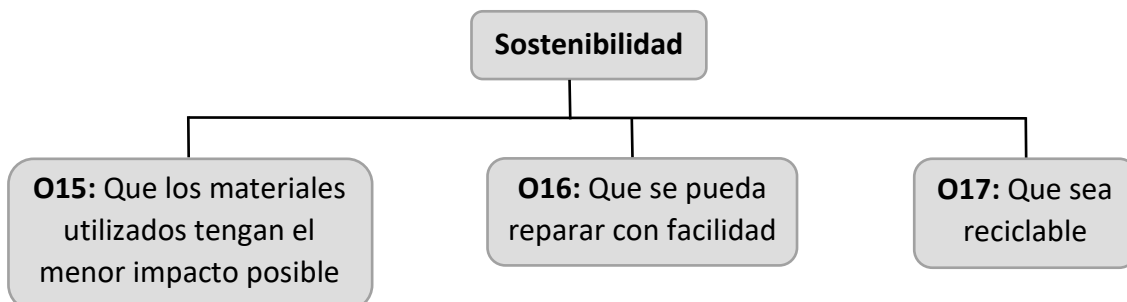 Sostenibilidad
O15: Que los materiales
utilizados tengan el
menor impacto posible
O16: Que se pueda
reparar con facilidad
O17: Que sea
reciclable